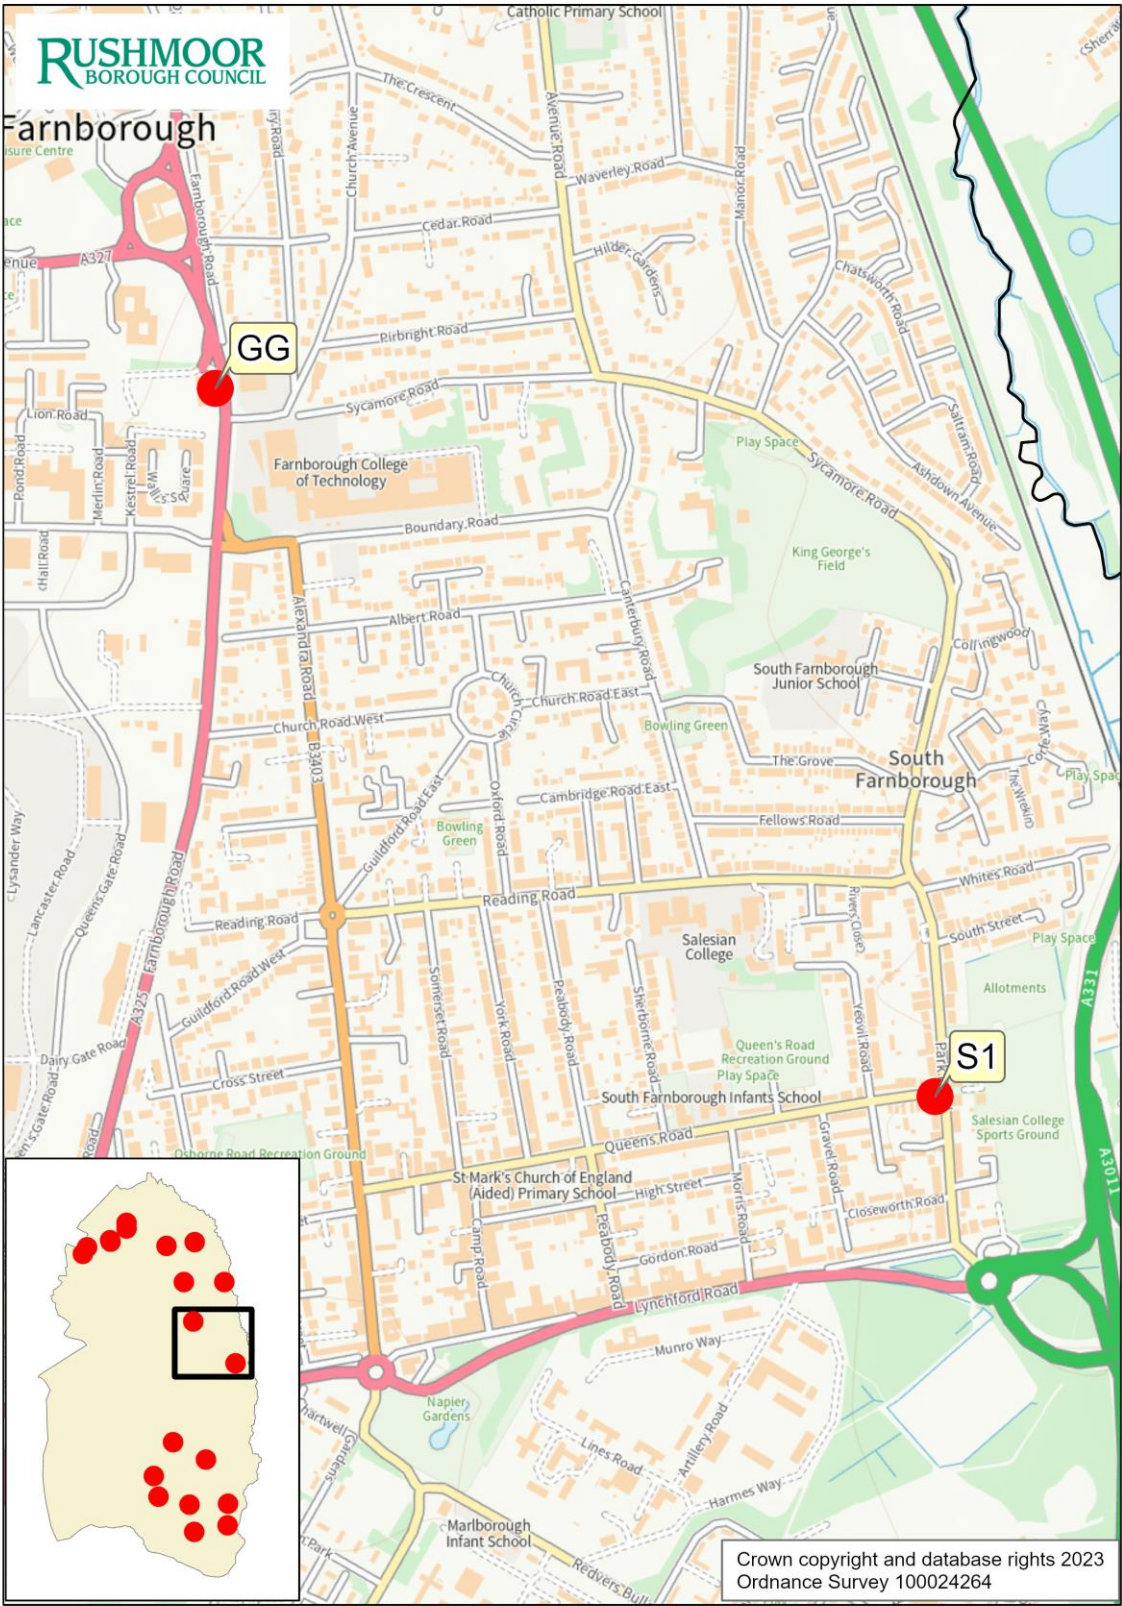 Catholic Primary School
RUSHMOOR
BOROUGH COUNCIL
Farnborough
The Crescent
Church Avenue
Avenue Road
Waverley Road
Manor Road
Farnborough Road
Cedar Road
A327
Hilder Gardens
Chatsworth Road
Pirbright Road
GG
Sycamore Road
Lion Road
Saltram Road
Play Space
Pond Road
Merlin Road
Kestrel Road
Farnborough College
of Technology
Sycamore Road
Ashdown Avenue
Boundary Road
King George's
Field
Hall Road
Canterbury Road
Albert Road
Alexandra Road
Collingwood
South Farnborough
Junior School
Church Circle
Church Road East
Church Road West
Bowling Green
B3403
The Grove
South
Farnborough
The Wrekin
Oxford Road
Cambridge Road East
Guildford Road East
Bowling
Green
Fellows Road
Lysander Way
Lancaster Road
Queens Gate Road
Farnborough Road
Whites Road
Reading Road
Reading Road
Rivers Close
South Street
Play Space
Salesian
College
Guildford Road West
Somerset Road
York Road
Peabody Road
Sherborne Road
Allotments
A331
A325
Yeovil Road
Dairy Gate Road
Queen's Road
Recreation Ground
Play Space
Park
S1
Cross Street
South Farnborough Infants School
Salesian College
Sports Ground
Queens Road
Gravel Road
Osborne Road Recreation Ground
St Mark's Church of England
(Aided) Primary School
High Street
Morris Road
Closeworth Road
A3011
Camp Road
Peabody Road
Gordon Road
Lynchford Road
Munro Way
Napier
Gardens
Lines Road
Artillery Road
Harmes Way
Marlborough
Infant School
Crown copyright and database rights 2023
Ordnance Survey 100024264